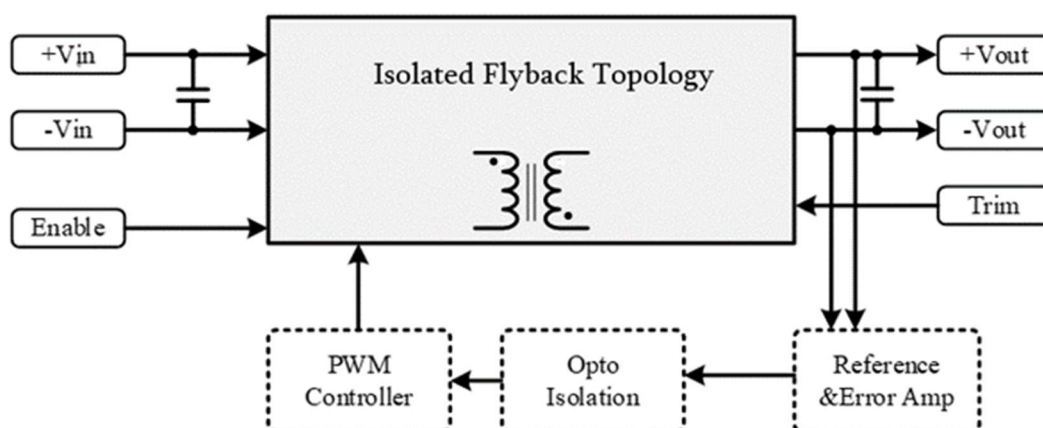 +Vin
Isolated Flyback Topology
+Vout
-Vin
-Vout
Enable
Trim
PWM
Controller
Opto
Isolation
Reference
&Error Amp